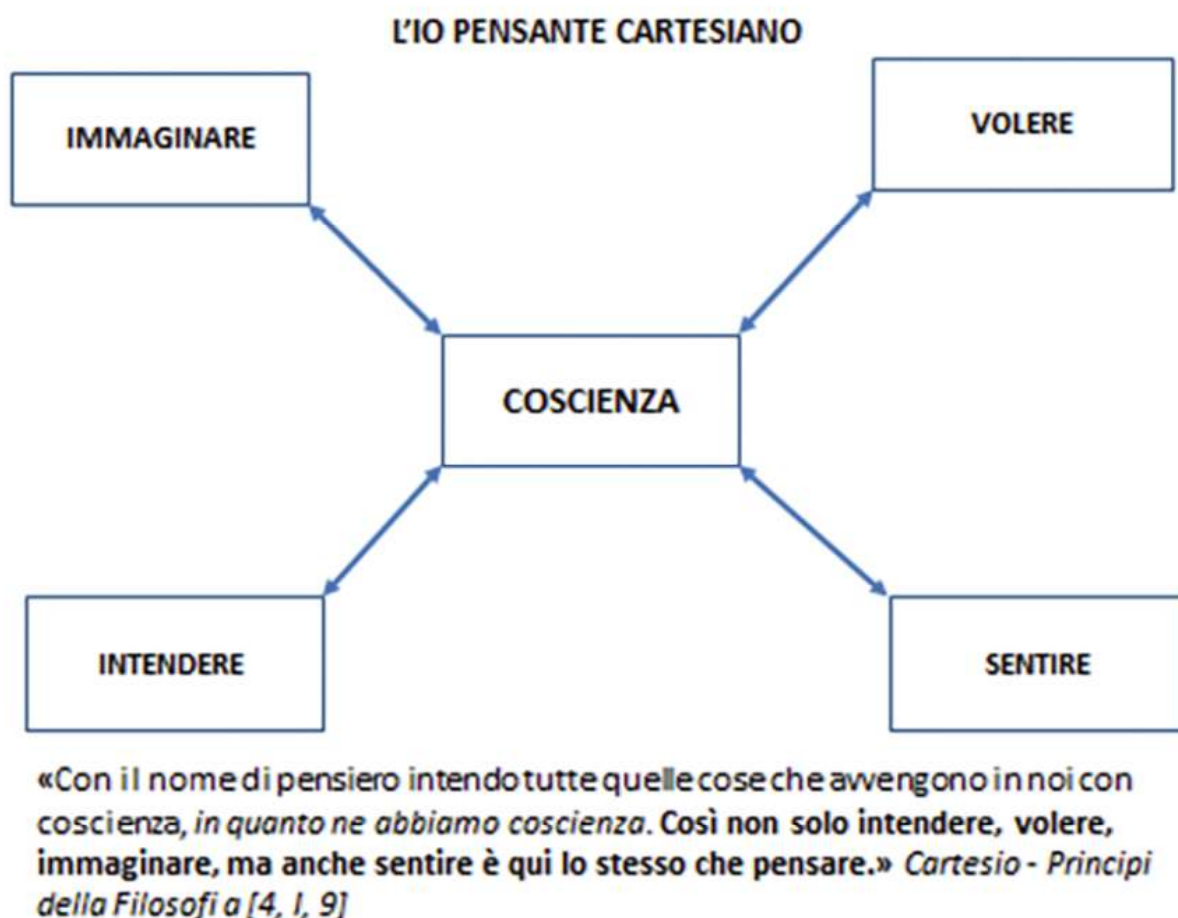 L'IO PENSANTE CARTESIANO
IMMAGINARE
VOLERE
COSCIENZA
INTENDERE
SENTIRE
«Con il nome di pensiero intendo tutte quelle cose che avvengono in noi con
coscienza, in quanto ne abbiamo coscienza. Così non solo intendere, volere,
immaginare, ma anche sentire è qui lo stesso che pensare.» Cartesio - Principi
della Filosofi a [4, I, 9]